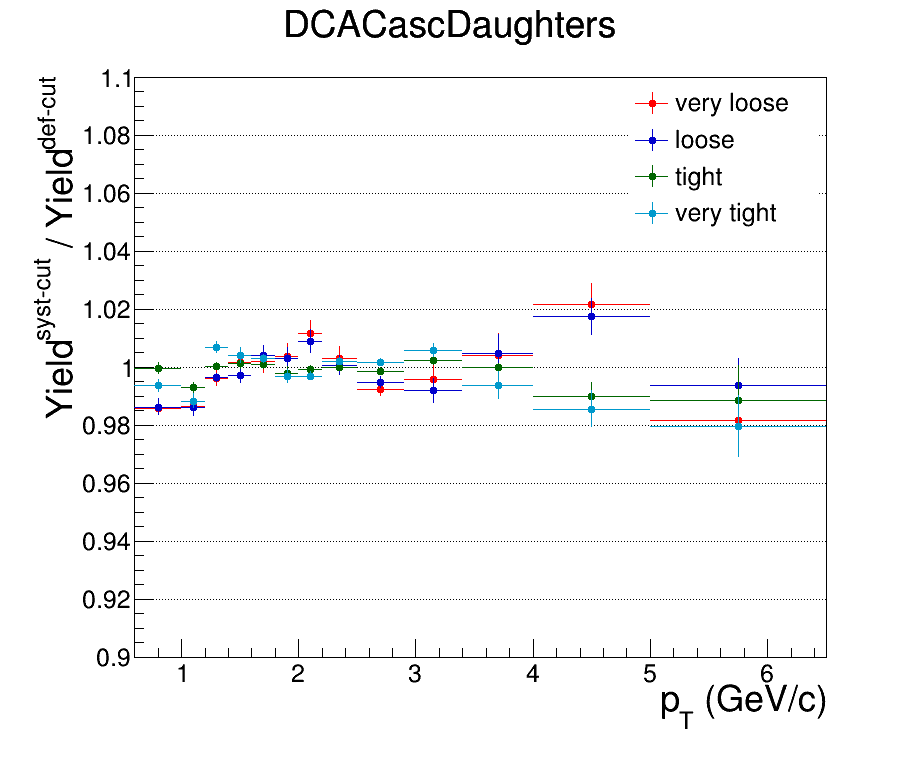 DCACascDaughters
Yield^syst-cut / Yield^def-cut
1.1
1.08
1.06
1.04
1.02
1
0.98
0.96
0.94
0.92
0.9
very loose
loose
tight
very tight
1 2 3 4 5 6
p_T (GeV/c)